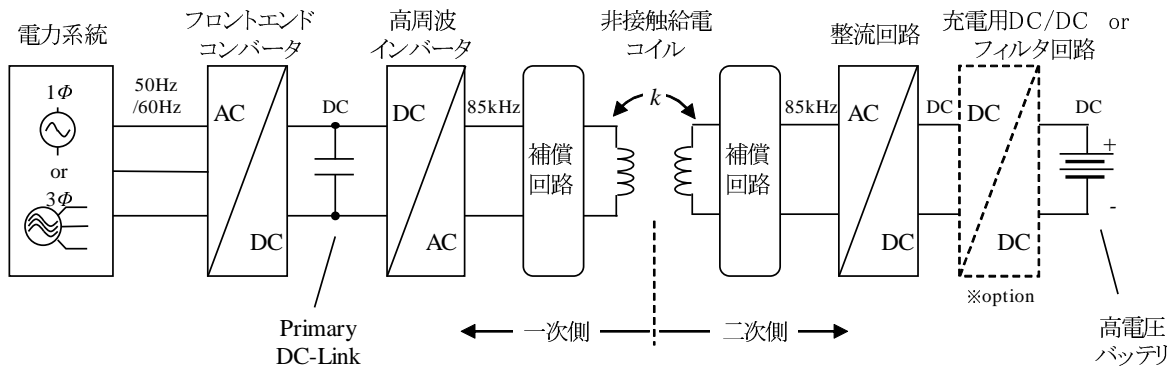 電力系統
フロントエンド
コンバータ
高周波
インバータ
非接触給電
コイル
整流回路
充電用DC/DC or
フィルタ回路
1Φ
or
3Φ
50Hz
/60Hz
AC
DC
DC
DC
AC
85kHz
補償
回路
k
補償
回路
85kHz
AC
DC
DC
DC
DC
※option
DC
+
-
Primary
DC-Link
一次側
二次側
高電圧
バッテリ